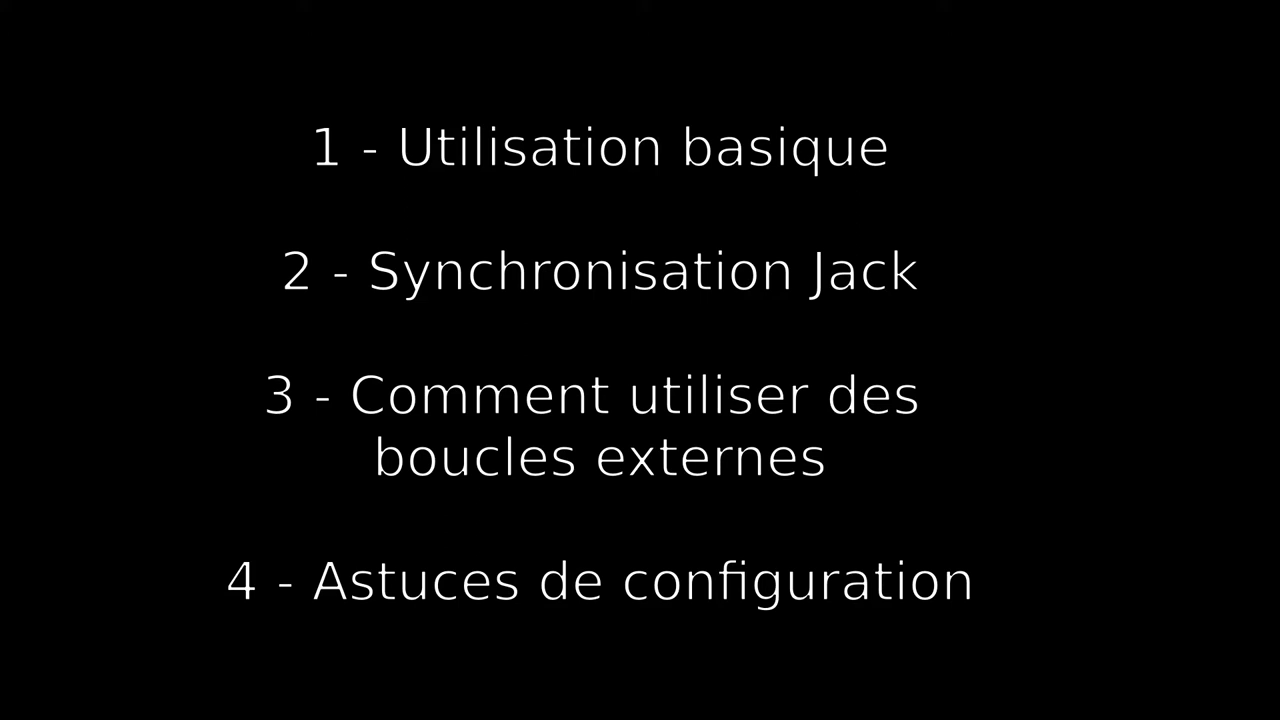 1 - Utilisation basique
2 - Synchronisation Jack
3 - Comment utiliser des
boucles externes
4 - Astuces de configuration